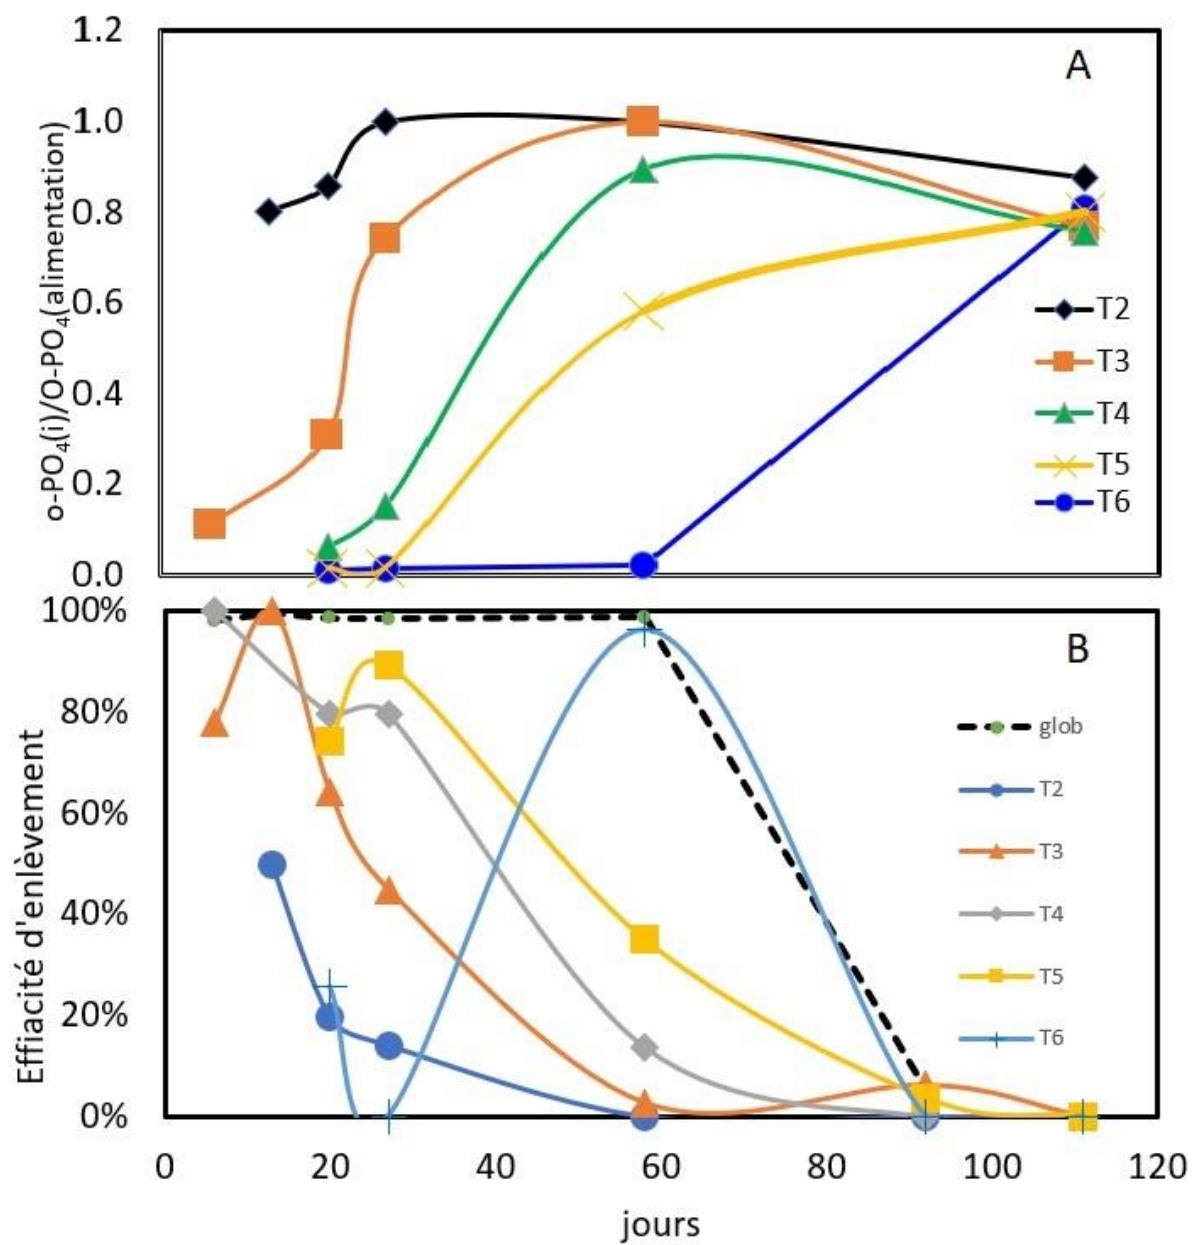 A
1.2
1.0
0.8
0.6
0.4
0.2
0.0
o-PO₄(i)/O-PO₄(alimentation)
T2
T3
T4
T5
T6
B
100%
80%
60%
40%
20%
0%
Effiacité d'enlèvement
glob
T2
T3
T4
T5
T6
0 20 40 60 80 100 120
jours